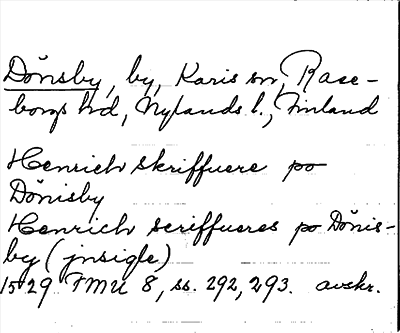 Dönsby, by, Karis sn, Rase-
borgs hd, Nylands l., Finland
Henrich skriffuere po
Dönisby
Henrich scriffueres po Dönis-
by (jnsigle)
1529 FMU 8, ss. 292, 293. avskr.